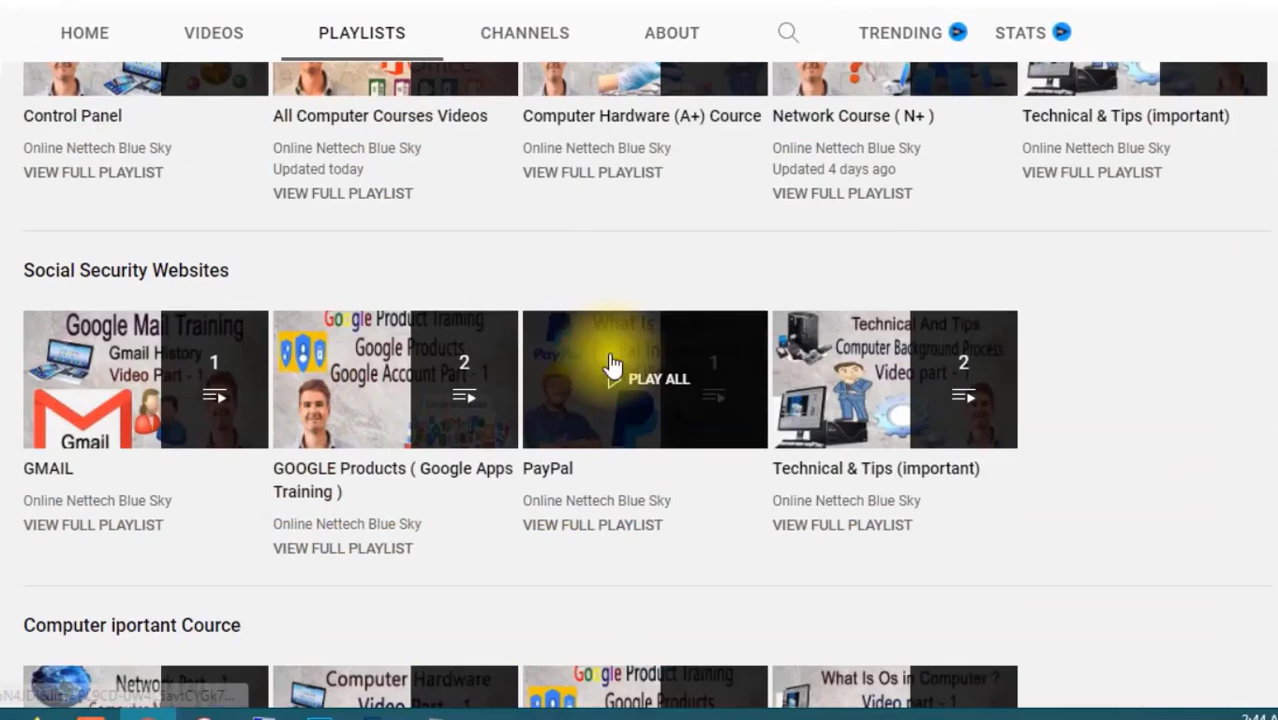 HOME VIDEOS PLAYLISTS CHANNELS ABOUT TRENDING STATS
Control Panel
Online Nettech Blue Sky
VIEW FULL PLAYLIST
All Computer Courses Videos
Online Nettech Blue Sky
Updated today
VIEW FULL PLAYLIST
Computer Hardware (A+) Cource
Online Nettech Blue Sky
VIEW FULL PLAYLIST
Network Course ( N+ )
Online Nettech Blue Sky
Updated 4 days ago
VIEW FULL PLAYLIST
Technical & Tips (important)
Online Nettech Blue Sky
VIEW FULL PLAYLIST
Social Security Websites
Google Mail Training
Gmail History
Video Part - 1
1
Gmail
GMAIL
Online Nettech Blue Sky
VIEW FULL PLAYLIST
Google Product Training
Google Products
Google Account Part - 1
2
GOOGLE Products ( Google Apps
Training )
Online Nettech Blue Sky
VIEW FULL PLAYLIST
What Is
1
PLAY ALL
PayPal
Online Nettech Blue Sky
VIEW FULL PLAYLIST
Technical And Tips
Computer Background Process
Video part - 1
2
Technical & Tips (important)
Online Nettech Blue Sky
VIEW FULL PLAYLIST
Computer iportant Cource
Network Part - 1
Computer Hardware
Video Part - 1
Google Product Training
Google Products
What Is Os in Computer ?
Video part - 1